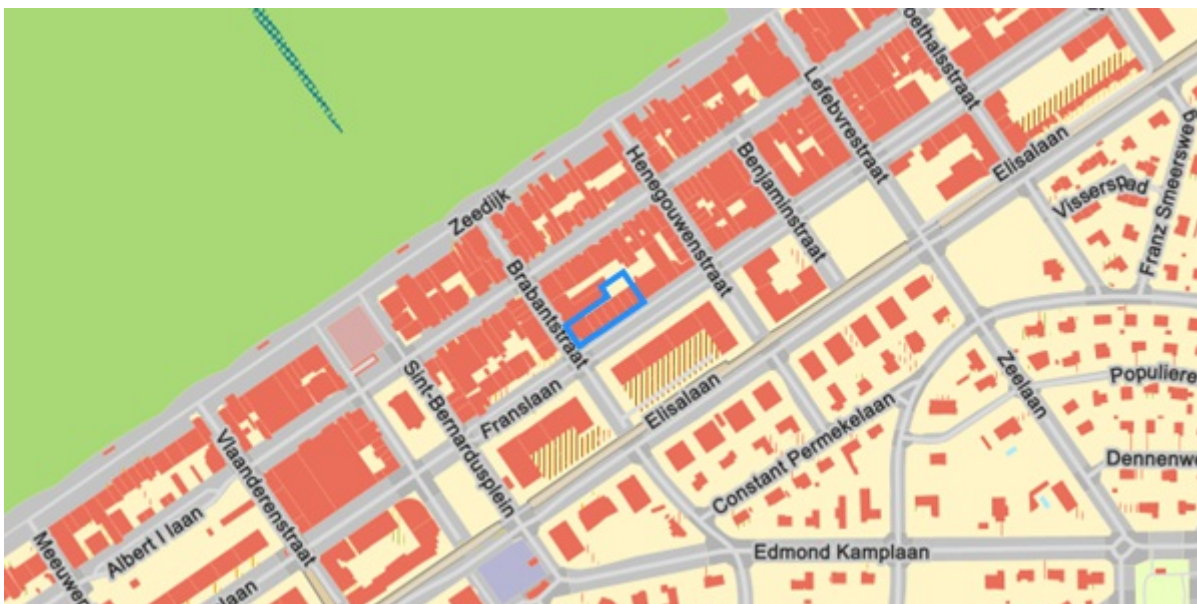 oethalsstraat
Lefebvrestraat
Elisalaan
Franz Smeersweg
Visserspad
Benjaminstraat
Henegouwenstraat
Zeedijk
Brabantstraat
Zeelaan
Populiere
Elisalaan
Franslaan
Sint-Bernardusplein
Constant Permekelaan
Dennenwe
Vlaanderenstraat
Albert I laan
Meeuwen
Edmond Kamplaan
laan